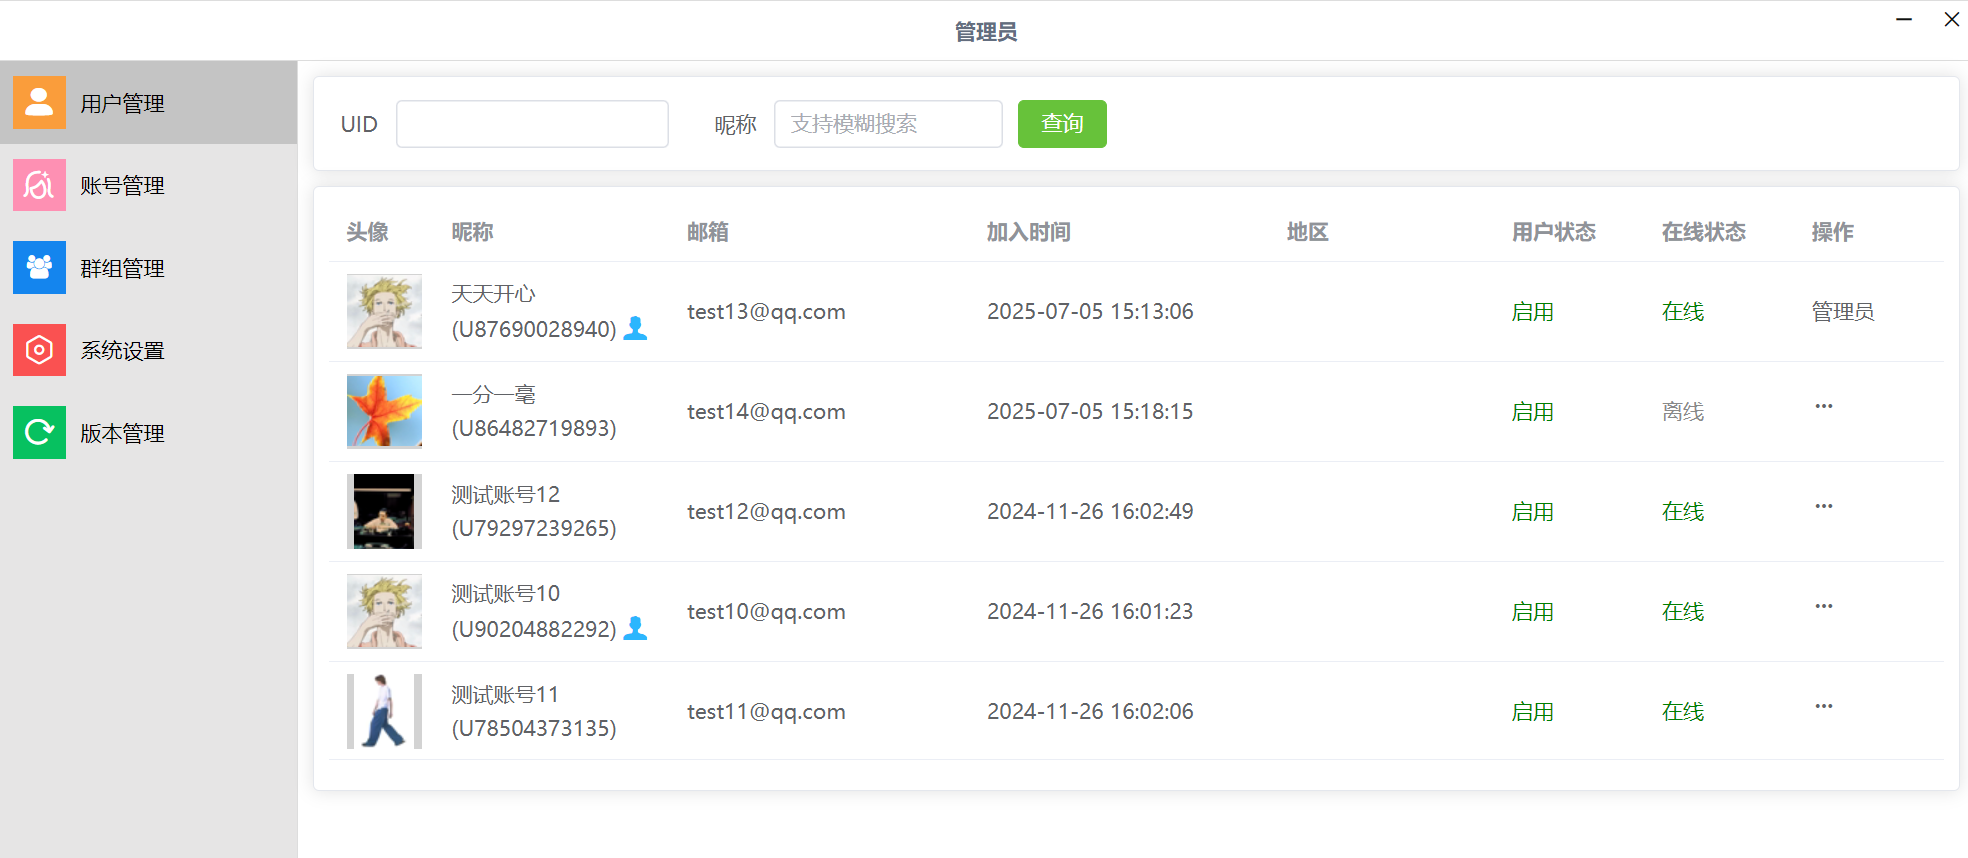 管理员
用户管理
账号管理
群组管理
系统设置
版本管理
UID 昵称 支持模糊搜索 查询
头像 昵称 邮箱 加入时间 地区 用户状态 在线状态 操作
天天开心
(U87690028940) test13@qq.com 2025-07-05 15:13:06 启用 在线 管理员
一分一毫
(U86482719893) test14@qq.com 2025-07-05 15:18:15 启用 离线 ···
测试账号12
(U79297239265) test12@qq.com 2024-11-26 16:02:49 启用 在线 ···
测试账号10
(U90204882292) test10@qq.com 2024-11-26 16:01:23 启用 在线 ···
测试账号11
(U78504373135) test11@qq.com 2024-11-26 16:02:06 启用 在线 ···